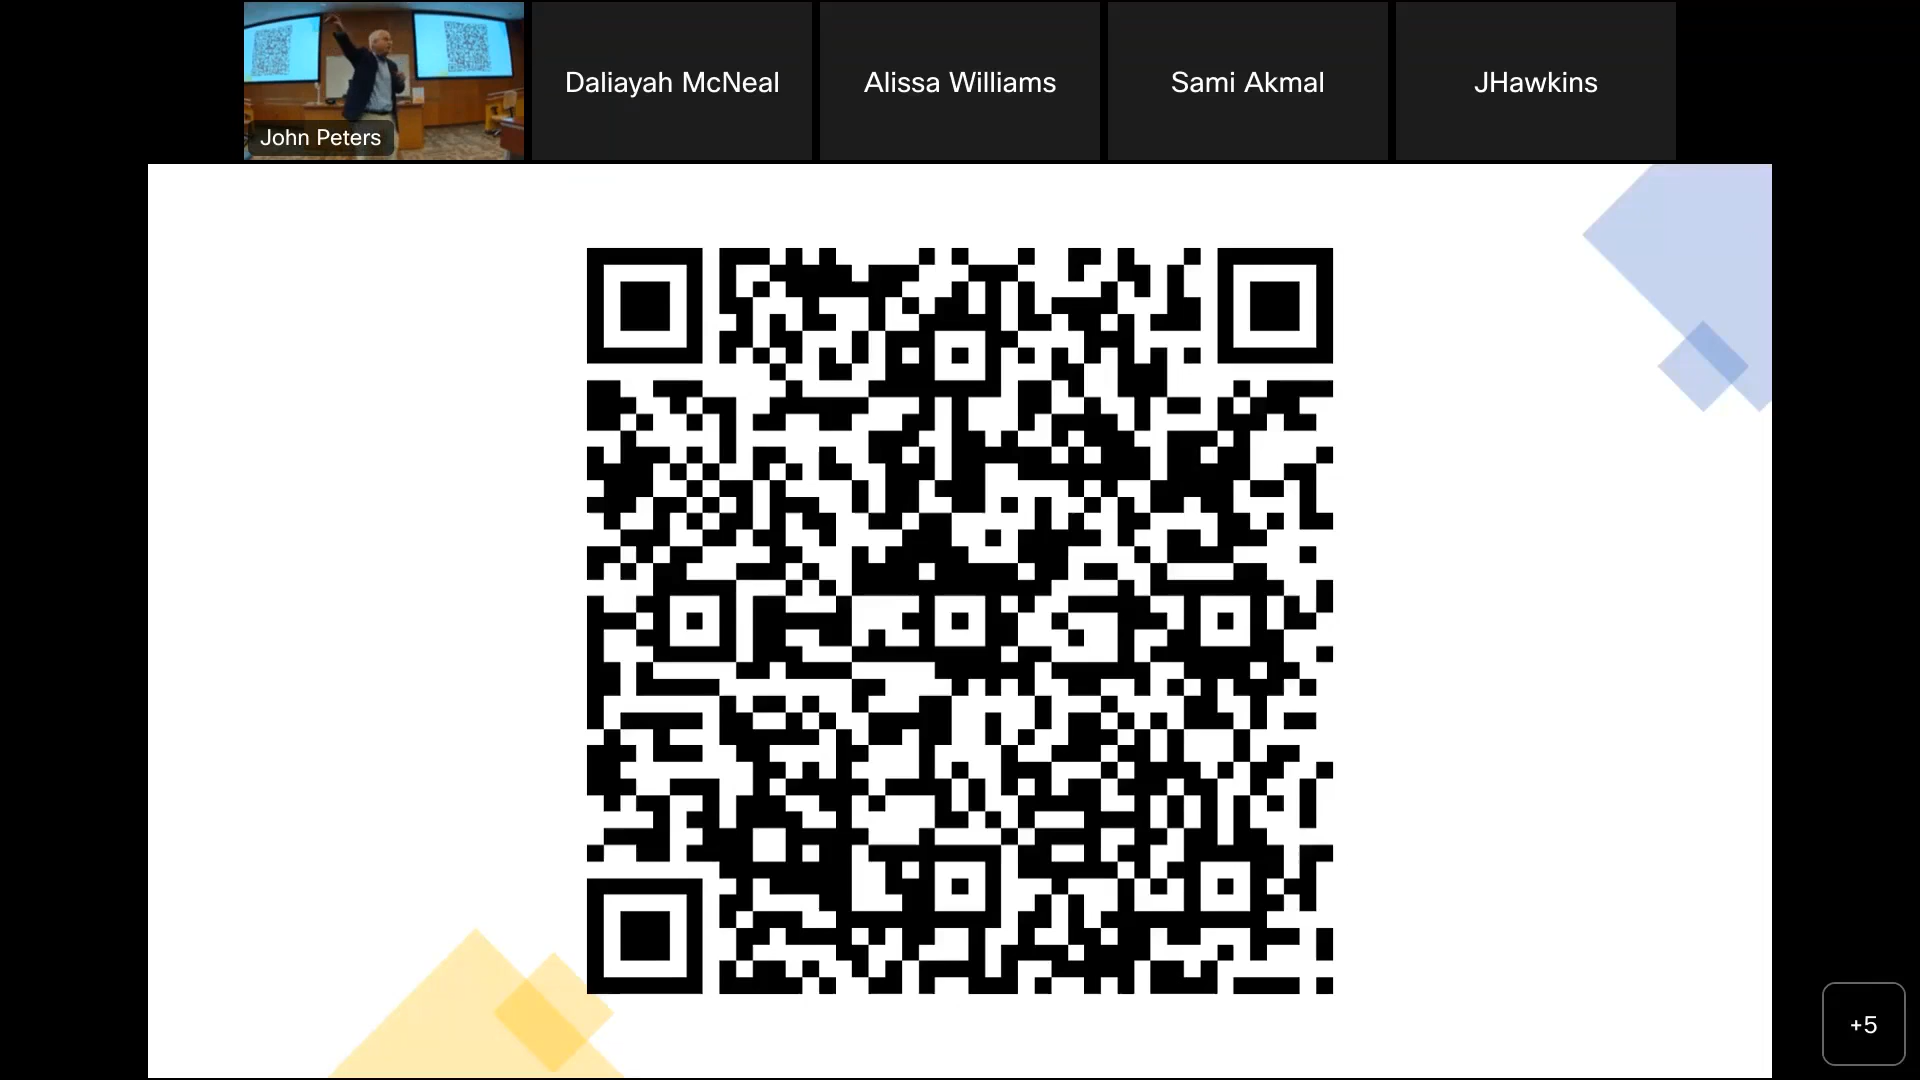 John Peters
Daliayah McNeal
Alissa Williams
Sami Akmal
JHawkins
+5